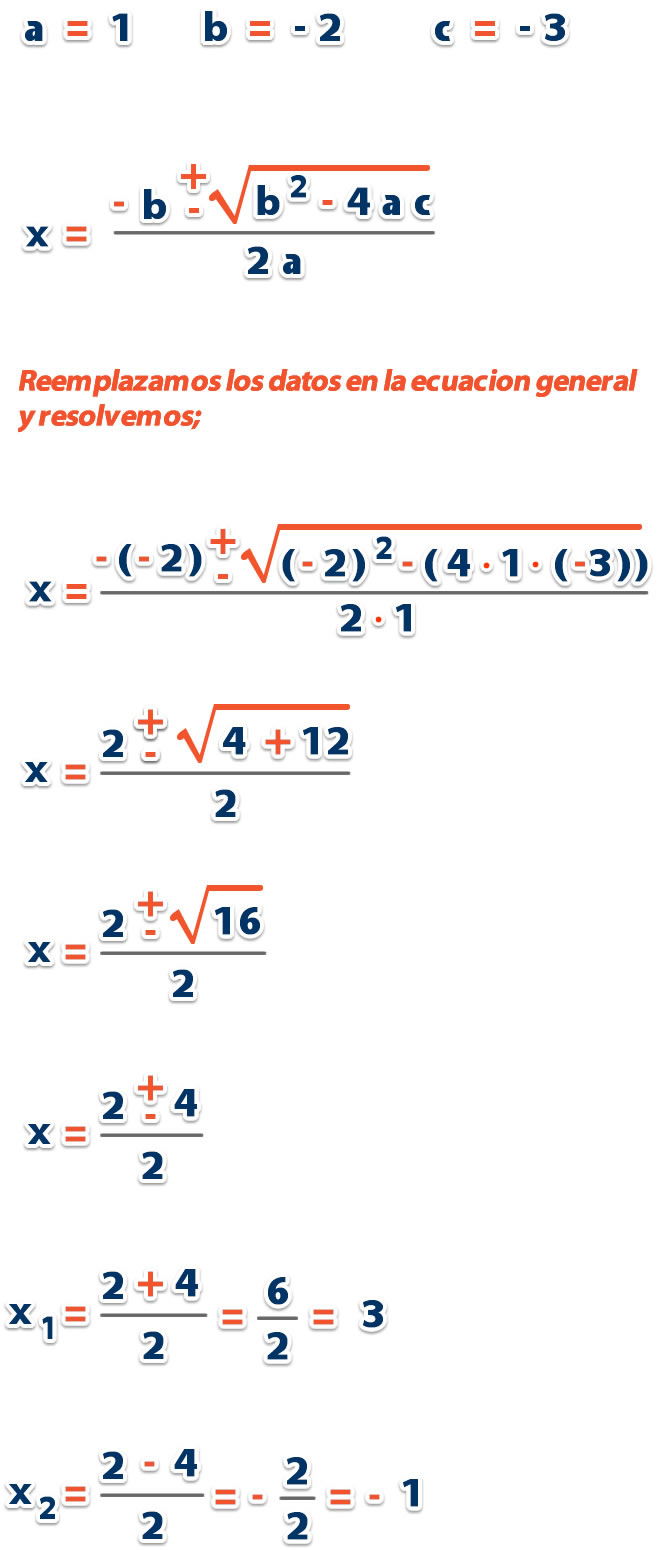 a = 1 b = - 2 c = - 3
x = (- b ± √(b² - 4 a c)) / (2 a)
Reemplazamos los datos en la ecuacion general
y resolvemos;
x = (- (- 2) ± √((- 2)² - (4 · 1 · (-3)))) / (2 · 1)
x = (2 ± √(4 + 12)) / 2
x = (2 ± √16) / 2
x = (2 ± 4) / 2
x₁ = (2 + 4) / 2 = 6 / 2 = 3
x₂ = (2 - 4) / 2 = - 2 / 2 = - 1